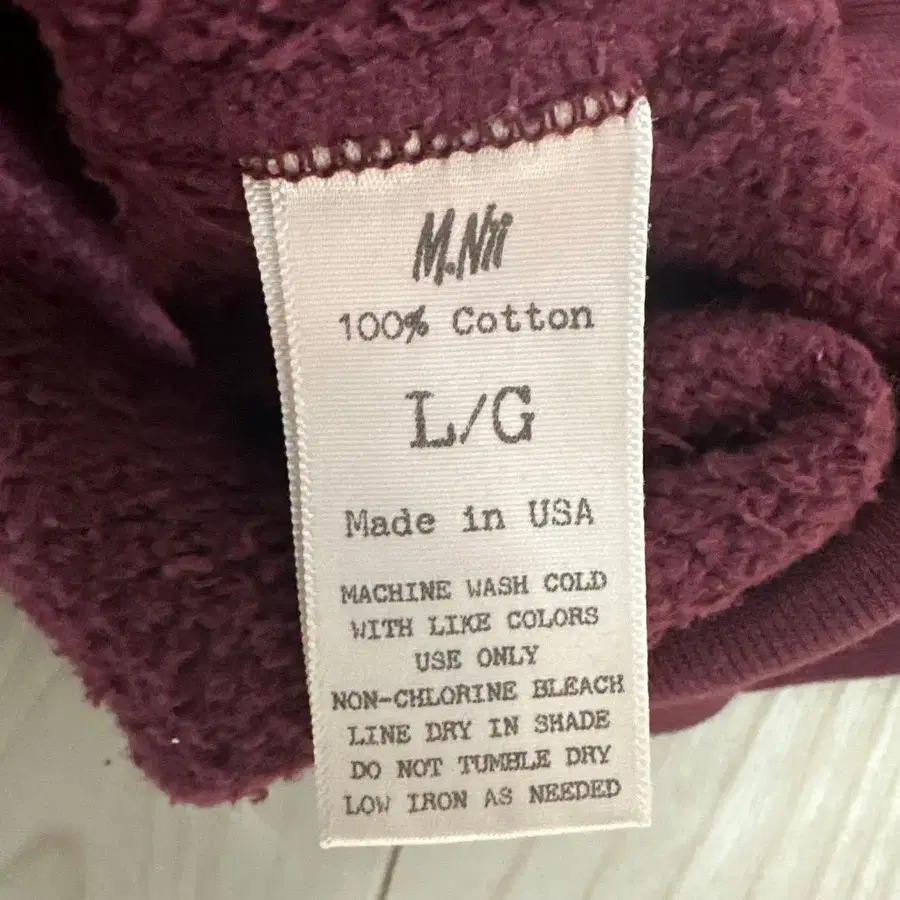 M.Nii
100% Cotton
L/G
Made in USA
MACHINE WASH COLD
WITH LIKE COLORS
USE ONLY
NON-CHLORINE BLEACH
LINE DRY IN SHADE
DO NOT TUMBLE DRY
LOW IRON AS NEEDED